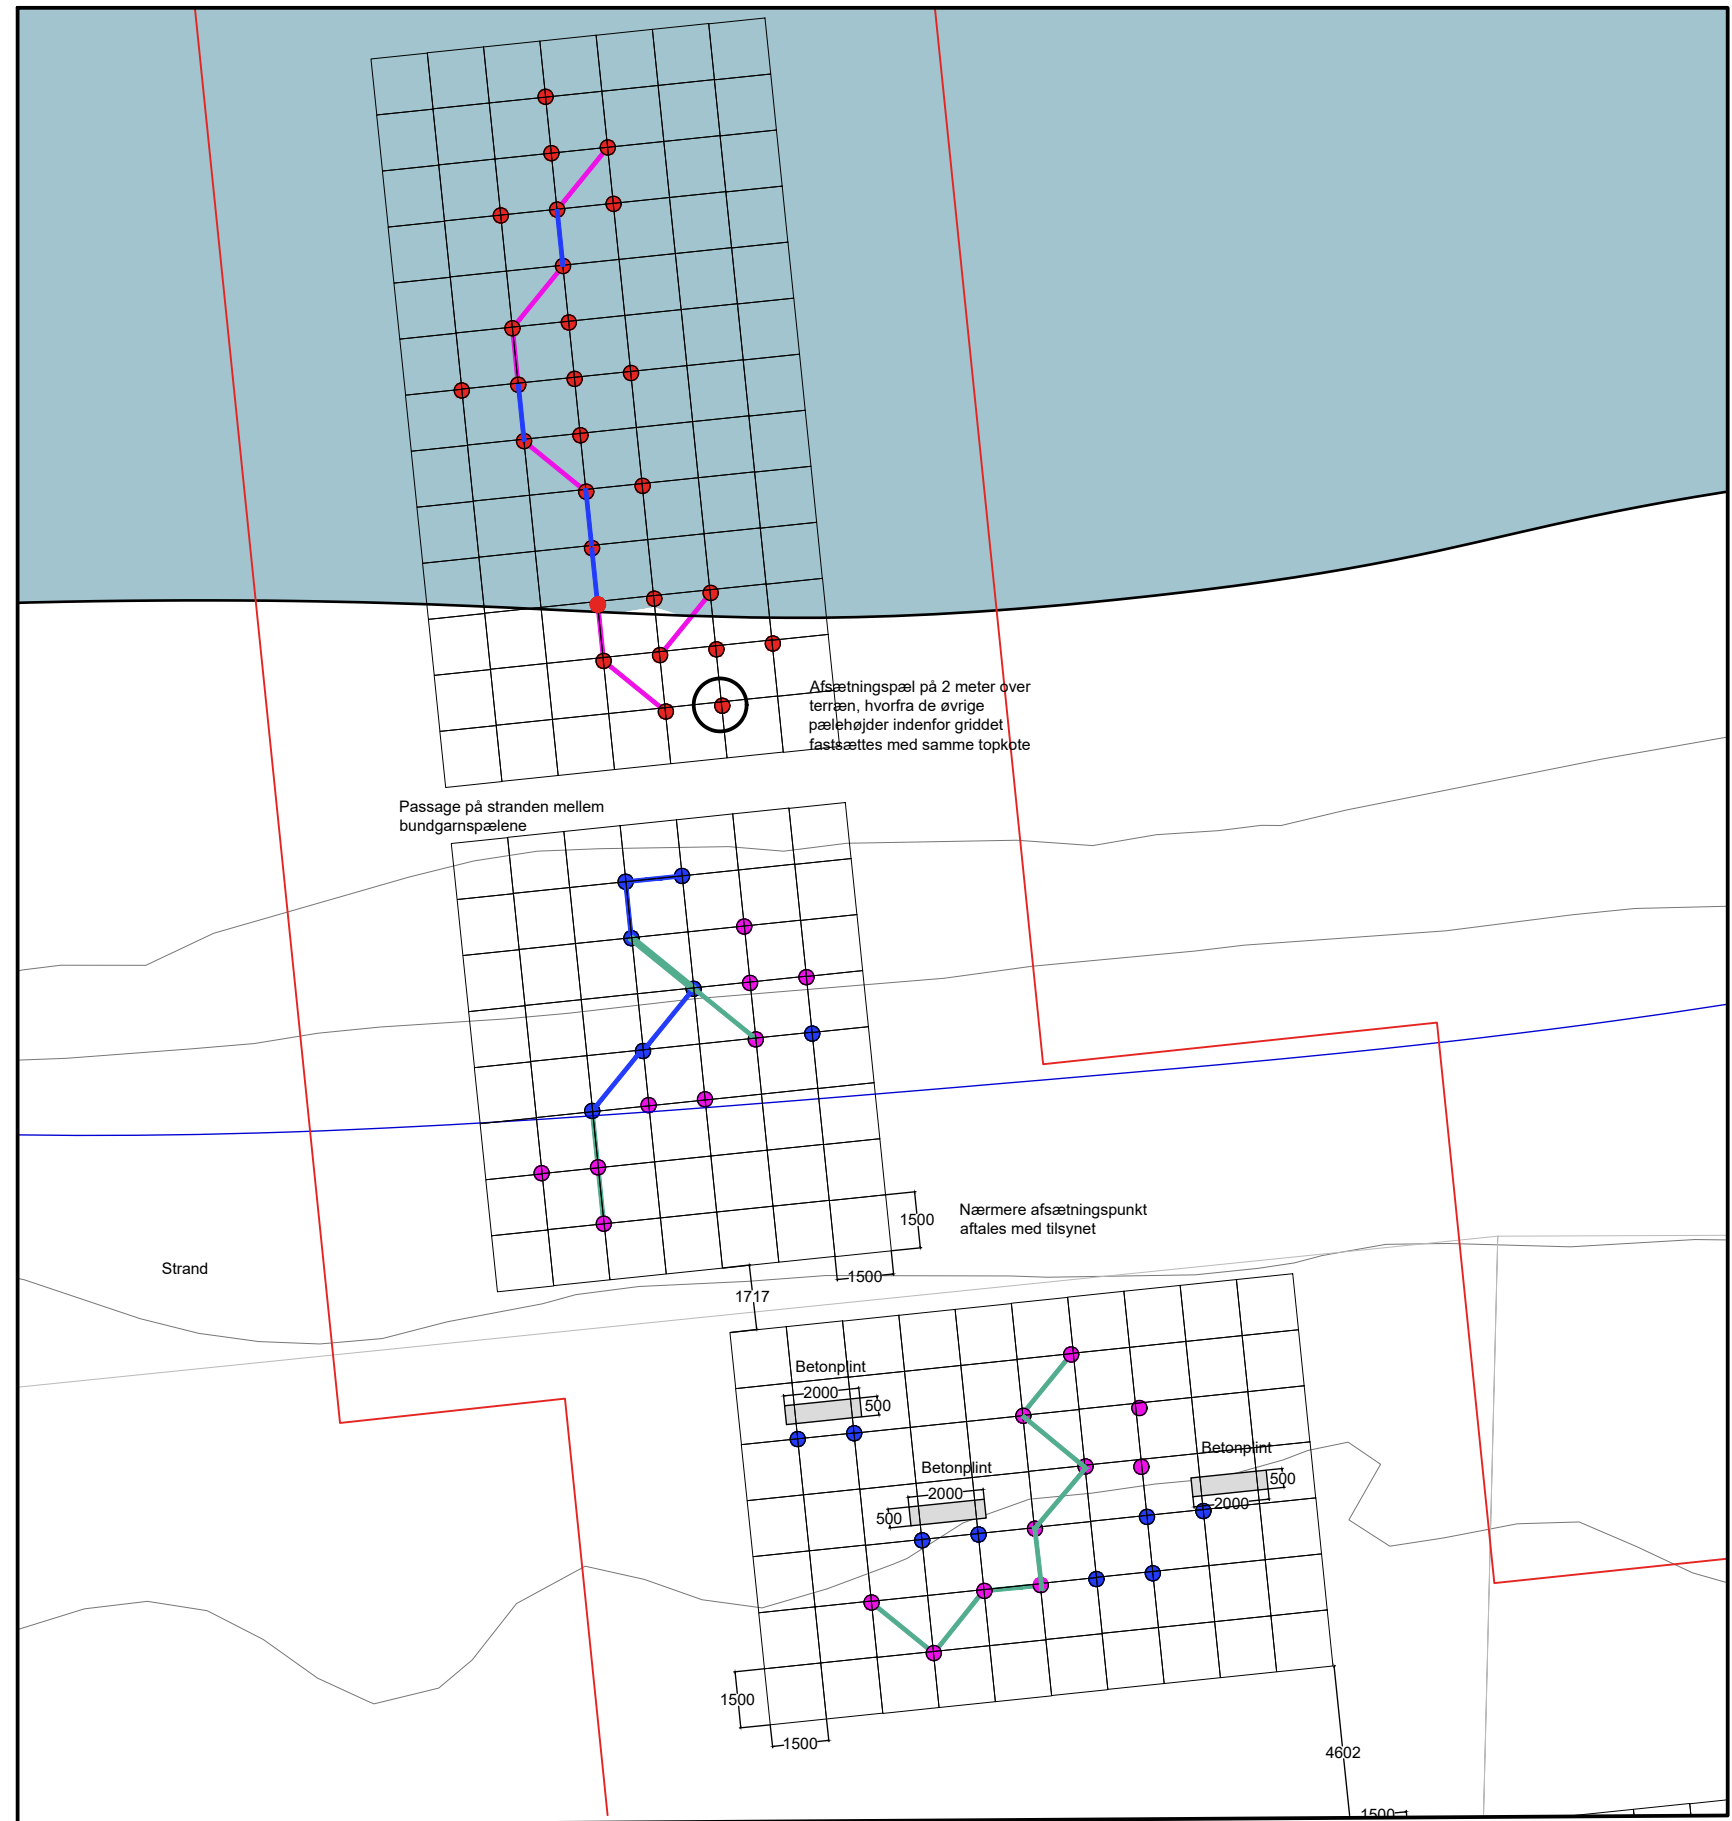 Afsætningspæl på 2 meter over
terræn, hvorfra de øvrige
pælehøjder indenfor griddet
fastsættes med samme topkote
Passage på stranden mellem
bundgarnspælene
1500
Nærmere afsætningspunkt
aftales med tilsynet
Strand
1500
1717
Betonplint
2000
500
Betonplint
Betonplint
2000
500
500
2000
1500
1500
4602
1500